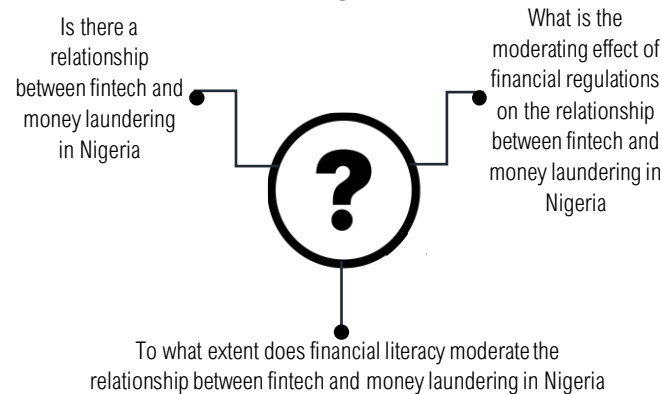 Is there a
relationship
between fintech and
money laundering
in Nigeria
What is the
moderating effect of
financial regulations
on the relationship
between fintech and
money laundering in
Nigeria
?
To what extent does financial literacy moderate the
relationship between fintech and money laundering in Nigeria